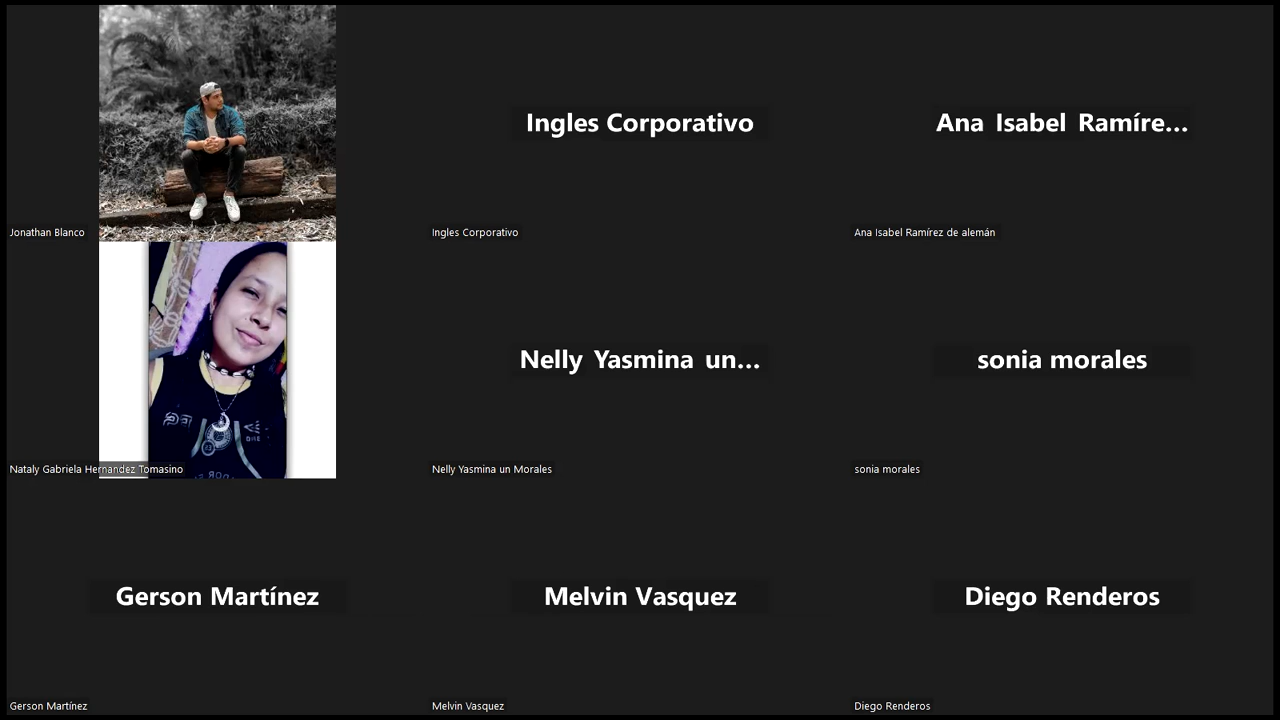 Ingles Corporativo
Ana Isabel Ramíre...
Jonathan Blanco
Ingles Corporativo
Ana Isabel Ramírez de alemán
Nelly Yasmina un...
sonia morales
Nataly Gabriela Hernandez Tomasino
Nelly Yasmina un Morales
sonia morales
Gerson Martínez
Melvin Vasquez
Diego Renderos
Gerson Martínez
Melvin Vasquez
Diego Renderos